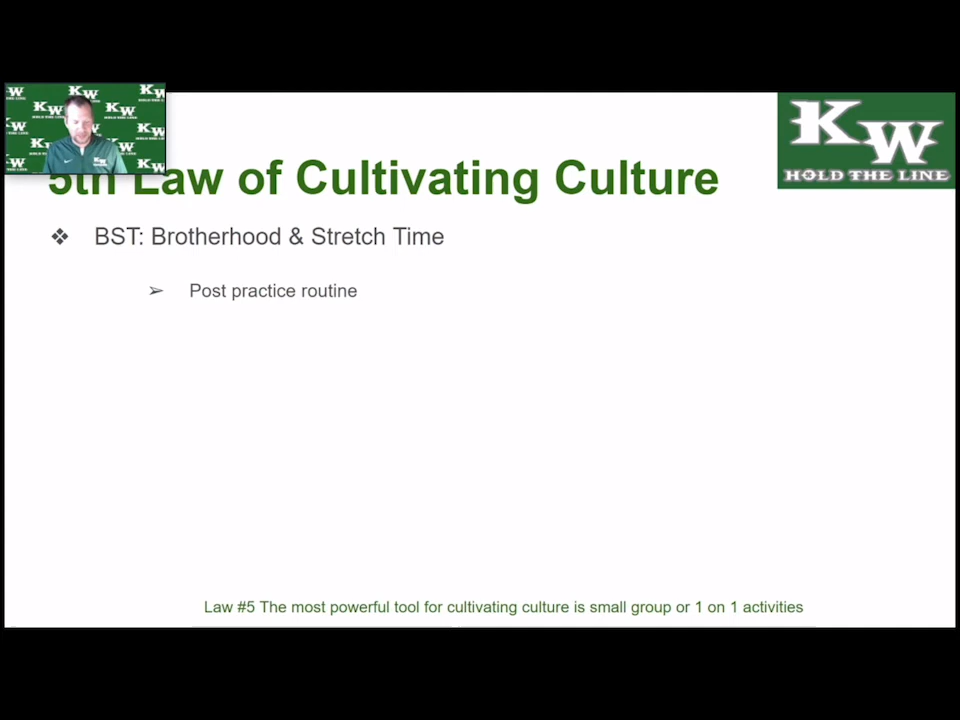 KW
HOLD THE LINE
5th Law of Cultivating Culture
❖ BST: Brotherhood & Stretch Time
➢ Post practice routine
Law #5 The most powerful tool for cultivating culture is small group or 1 on 1 activities